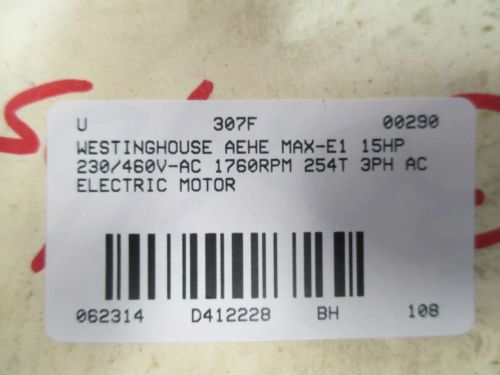 U 307F 00290
WESTINGHOUSE AEHE MAX-E1 15HP
230/460V-AC 1760RPM 254T 3PH AC
ELECTRIC MOTOR
062314 D412228 BH 108